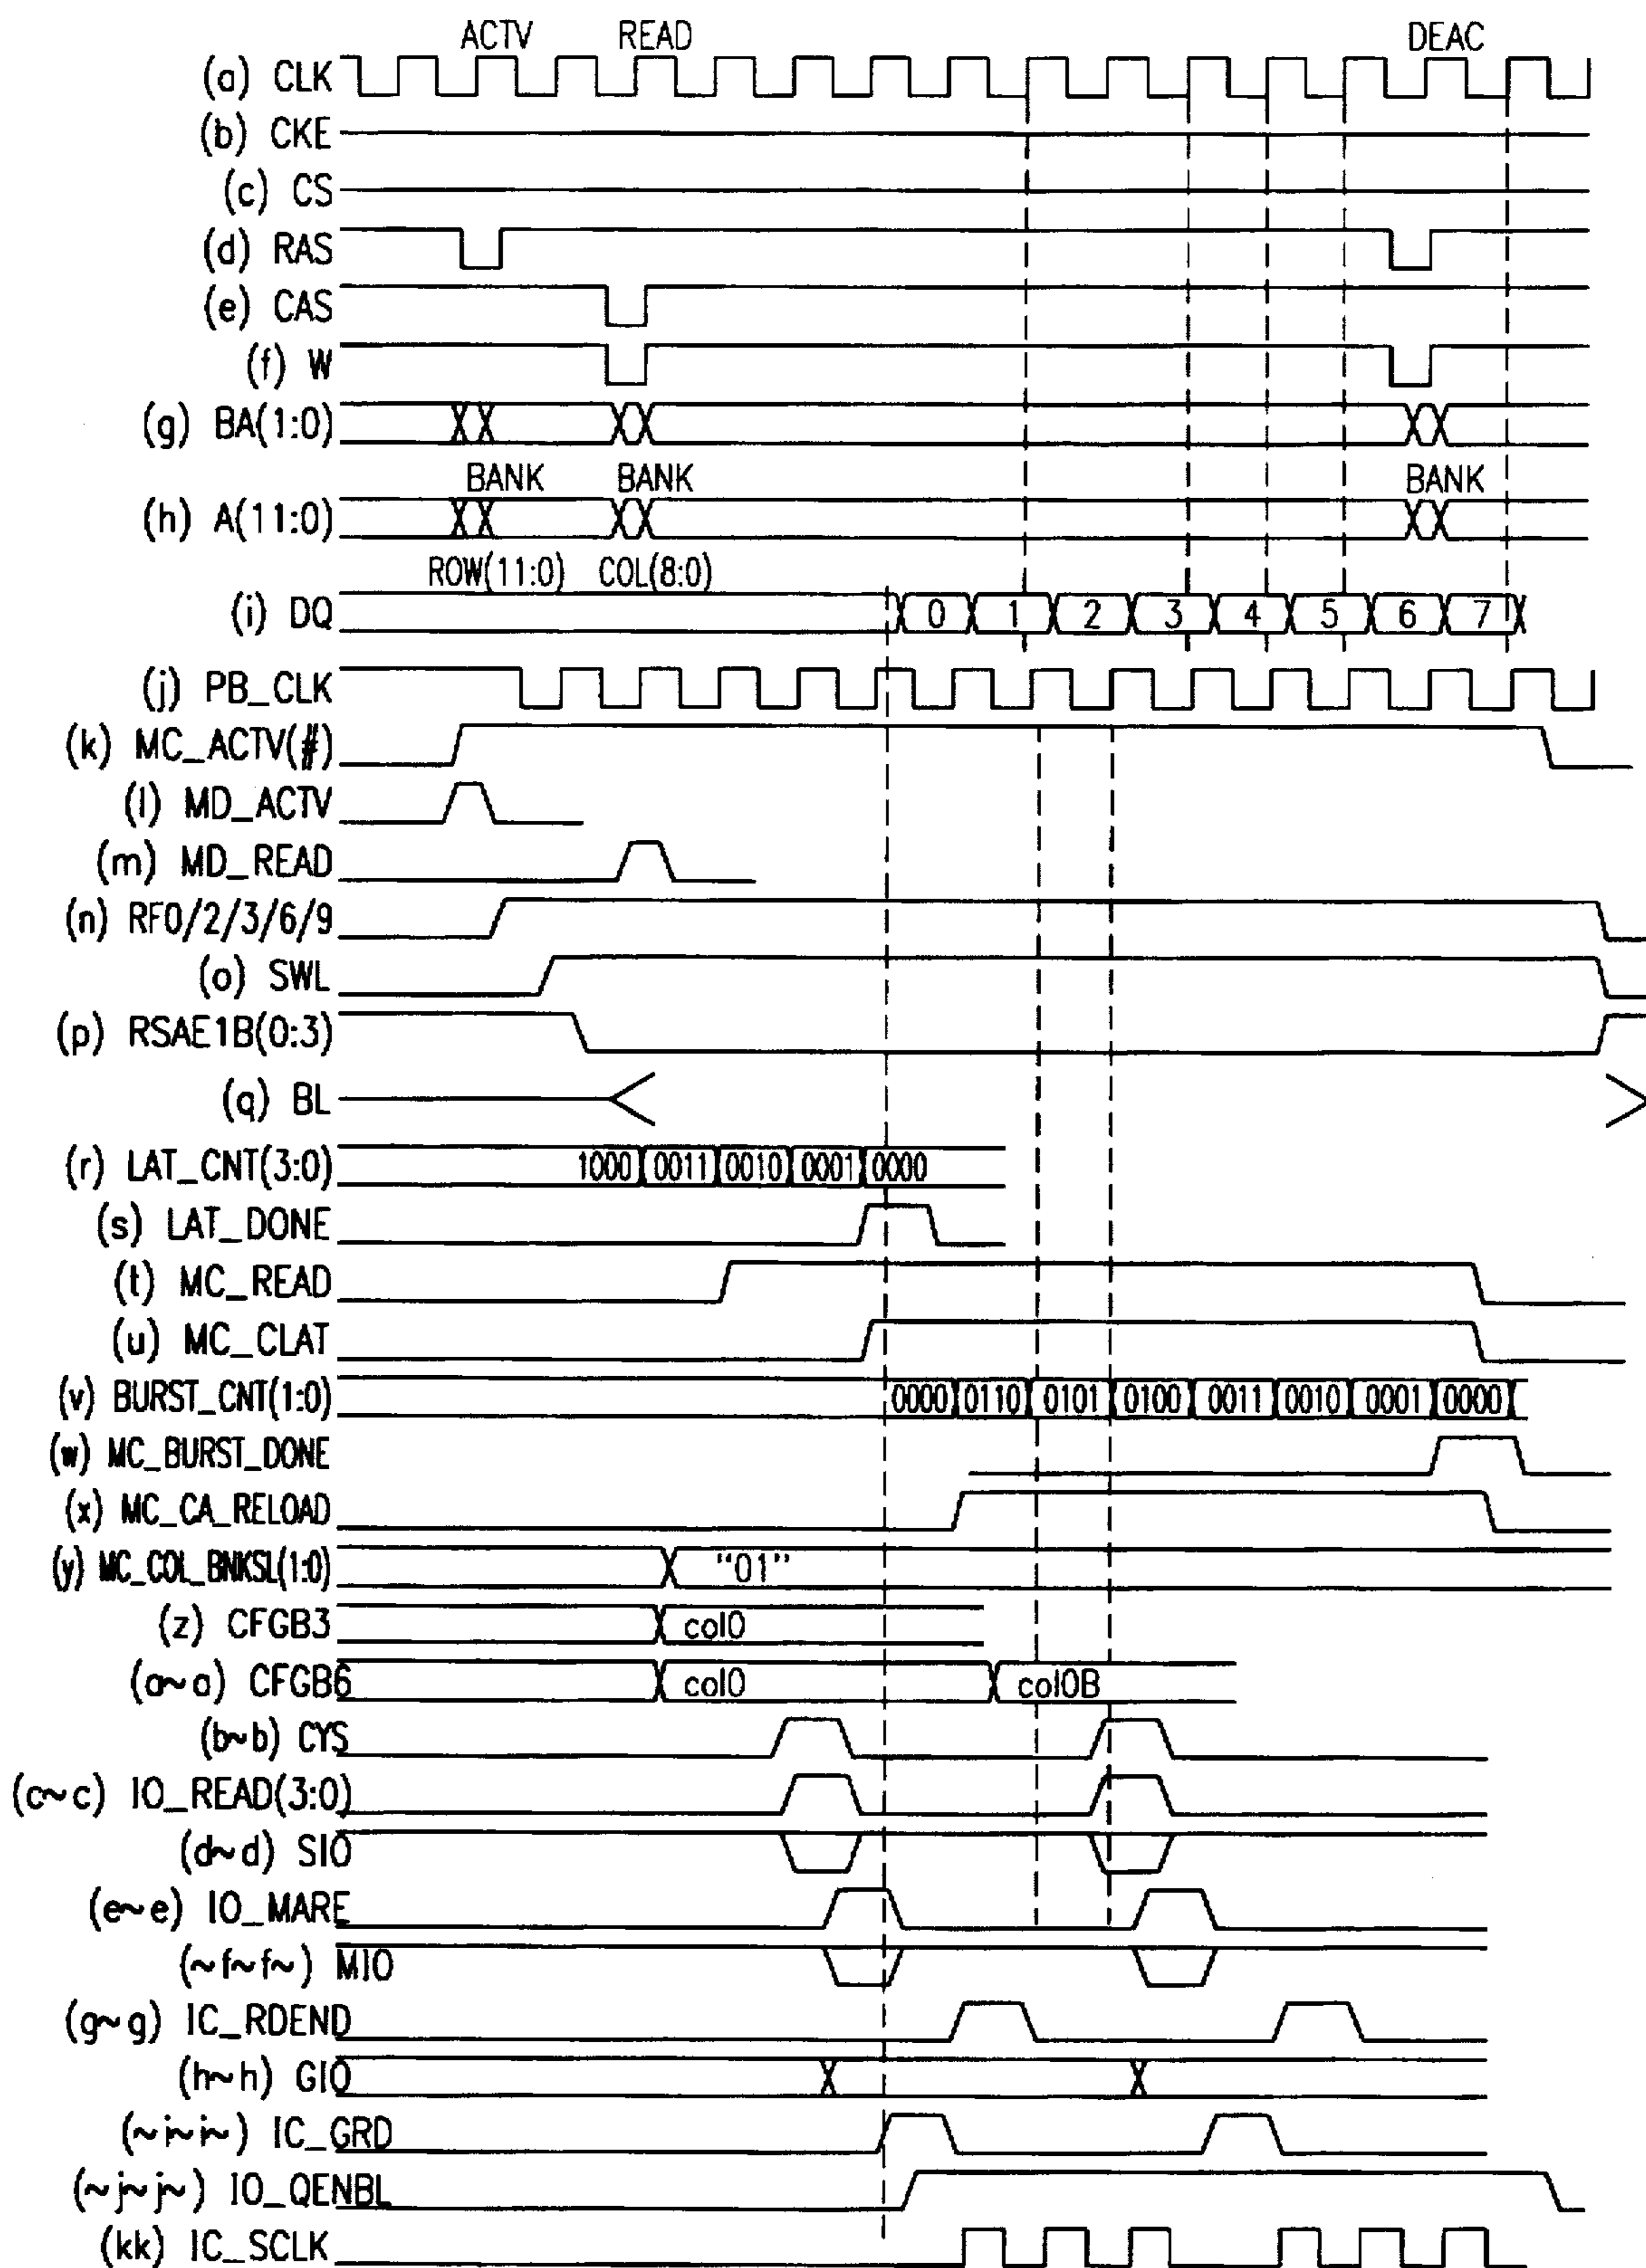 ACTV READ DEAC
(a) CLK
(b) CKE
(c) CS
(d) RAS
(e) CAS
(f) W
(g) BA(1:0)
BANK BANK BANK
(h) A(11:0)
ROW(11:0) COL(8:0)
(i) DQ 0 1 2 3 4 5 6 7
(j) PB_CLK
(k) MC_ACTV(#)
(l) MD_ACTV
(m) MD_READ
(n) RF0/2/3/6/9
(o) SWL
(p) RSAE1B(0:3)
(q) BL
(r) LAT_CNT(3:0) 1000 0011 0010 0001 0000
(s) LAT_DONE
(t) MC_READ
(u) MC_CLAT
(v) BURST_CNT(1:0) 0000 0110 0101 0100 0011 0010 0001 0000
(w) MC_BURST_DONE
(x) MC_CA_RELOAD
(y) MC_COL_BNKSL(1:0) "01"
(z) CFGB3 col0
(a~a) CFGB6 col0 col0B
(b~b) CYS
(c~c) IO_READ(3:0)
(d~d) SIO
(e~e) IO_MARE
(~f~f~) MIO
(g~g) IC_RDEND
(h~h) GIO
(~i~i~) IC_GRD
(~j~j~) IO_QENBL
(kk) IC_SCLK